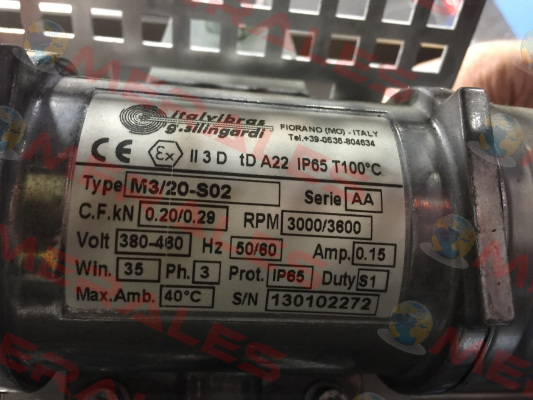 italvibras
g.silingardi
FIORANO (MO) - ITALY
Tel.+39-0536-804634
CE Ex II 3 D tD A22 IP65 T100°C
Type M3/20-S02 Serie AA
C.F.kN 0.20/0.29 RPM 3000/3600
Volt 380-460 Hz 50/60 Amp. 0.15
Win. 35 Ph. 3 Prot. IP65 Duty S1
Max.Amb. 40°C S/N 130102272
MERALES